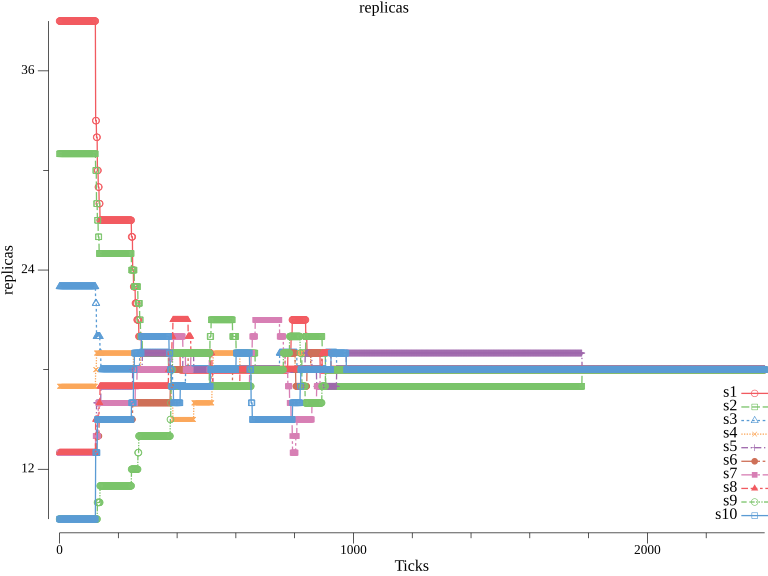 replicas
36
24
12
replicas
s1
s2
s3
s4
s5
s6
s7
s8
s9
s10
0
1000
2000
Ticks